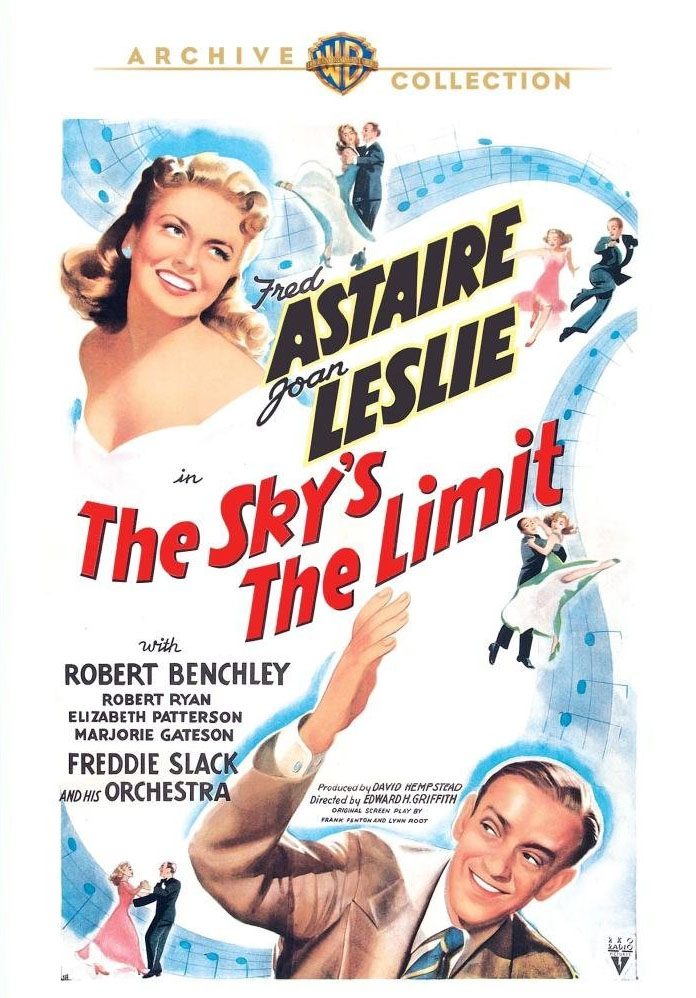 ARCHIVE
WB
COLLECTION
Fred
ASTAIRE
Joan
LESLIE
in
The Sky's
The Limit
with
ROBERT BENCHLEY
ROBERT RYAN
ELIZABETH PATTERSON
MARJORIE GATESON
FREDDIE SLACK
AND HIS ORCHESTRA
Produced by DAVID HEMPSTEAD
Directed by EDWARD H. GRIFFITH
ORIGINAL SCREEN PLAY BY
FRANK FENTON AND LYNN ROOT
RKO
RADIO
PICTURES